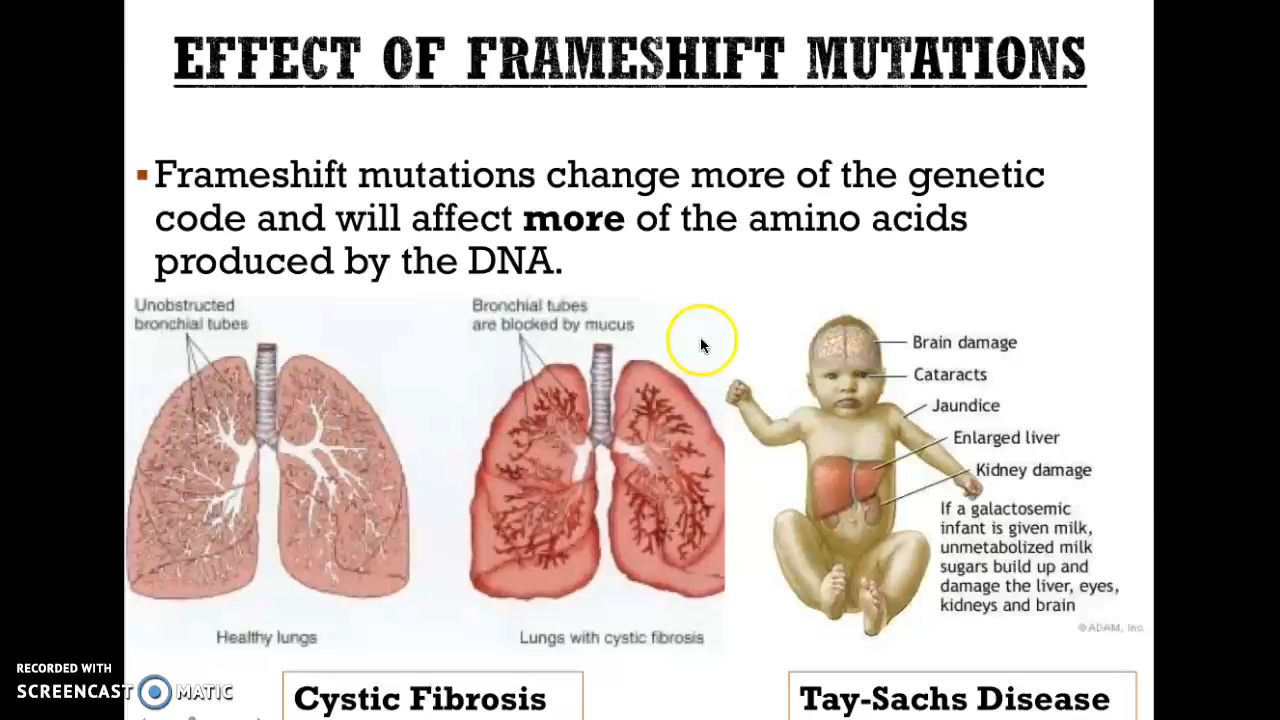 EFFECT OF FRAMESHIFT MUTATIONS
▪Frameshift mutations change more of the genetic
code and will affect more of the amino acids
produced by the DNA.
Unobstructed
bronchial tubes
Bronchial tubes
are blocked by mucus
Healthy lungs
Lungs with cystic fibrosis
Brain damage
Cataracts
Jaundice
Enlarged liver
Kidney damage
If a galactosemic
infant is given milk,
unmetabolized milk
sugars build up and
damage the liver, eyes,
kidneys and brain
© ADAM, Inc.
Cystic Fibrosis
Tay-Sachs Disease
RECORDED WITH
SCREENCAST MATIC